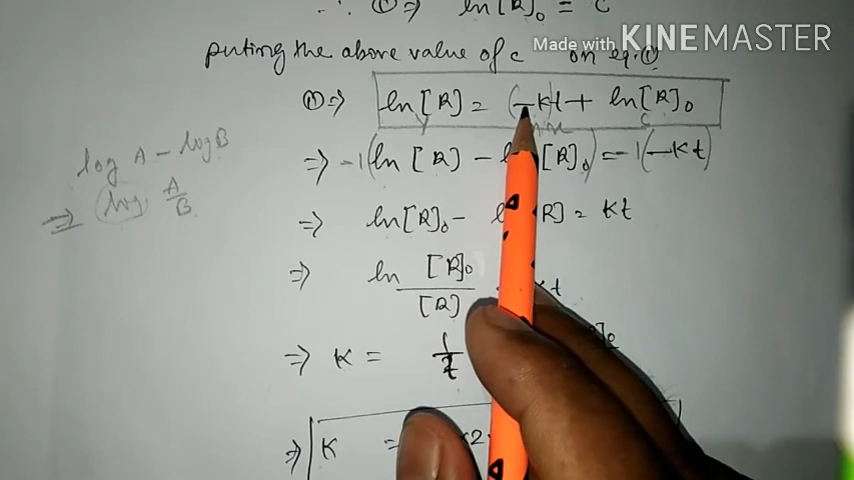 ∴ ① ⇒ ln[R]₀ = C
puting the above value of c on eq. ①
Made with KINEMASTER
① ⇒ ln[R] = (-K)t + ln[R]₀
y
C
⇒ -1(ln[R] - [R]₀) = -1(-Kt)
log A - log B
⇒ log A/B
⇒ ln[R]₀ - [R] = Kt
⇒ ln [R]₀/[R] t
⇒ K = 1/t
⇒ K =